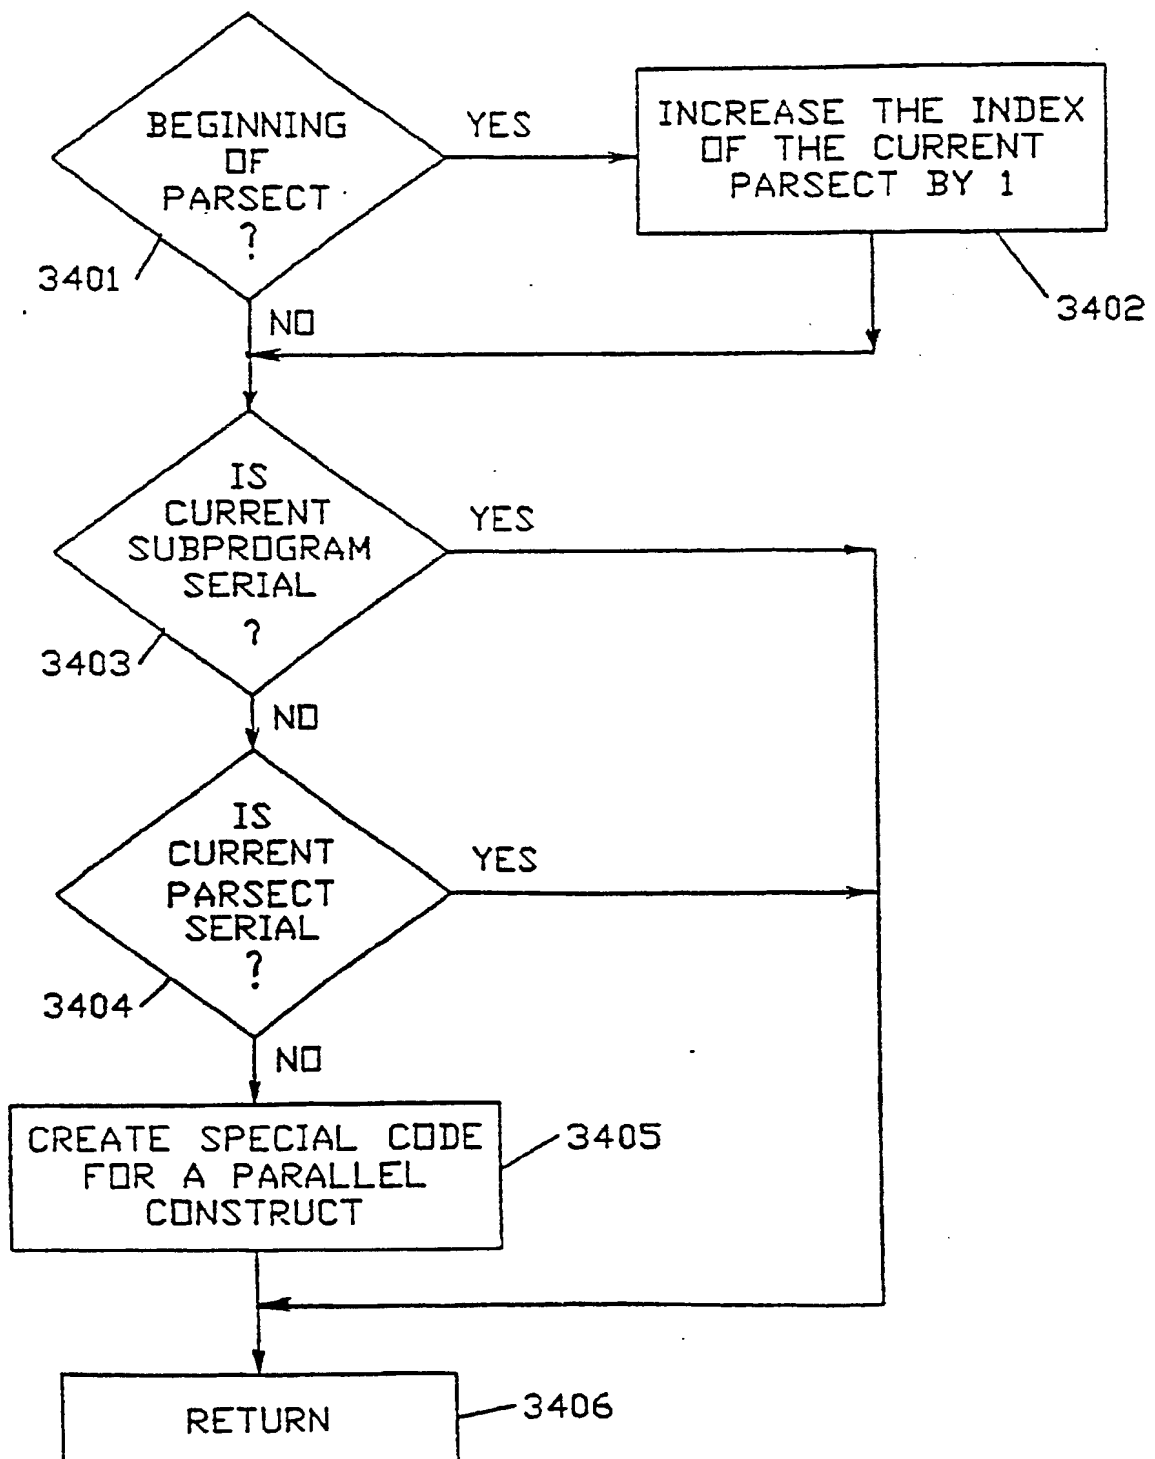 BEGINNING
OF
PARSECT
?
YES
INCREASE THE INDEX
OF THE CURRENT
PARSECT BY 1
3401
3402
NO
IS
CURRENT
SUBPROGRAM
SERIAL
?
YES
3403
NO
IS
CURRENT
PARSECT
SERIAL
?
YES
3404
NO
CREATE SPECIAL CODE
FOR A PARALLEL
CONSTRUCT
3405
RETURN
3406